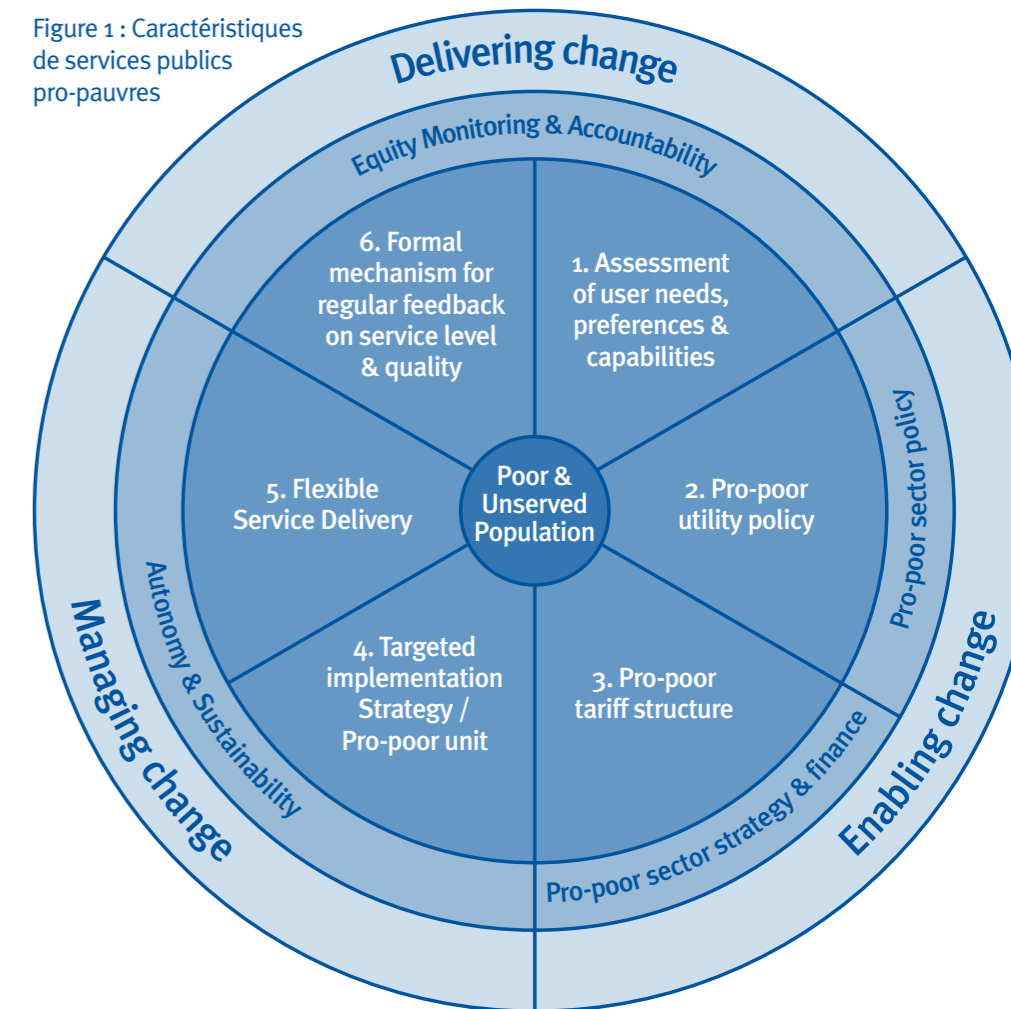 Figure 1 : Caractéristiques
de services publics
pro-pauvres
Delivering change
Equity Monitoring & Accountability
6. Formal
mechanism for
regular feedback
on service level
& quality
1. Assessment
of user needs,
preferences &
capabilities
5. Flexible
Service Delivery
Poor &
Unserved
Population
2. Pro-poor
utility policy
Pro-poor sector policy
4. Targeted
implementation
Strategy /
Pro-poor unit
3. Pro-poor
tariff structure
Autonomy & Sustainability
Pro-poor sector strategy & finance
Managing change
Enabling change